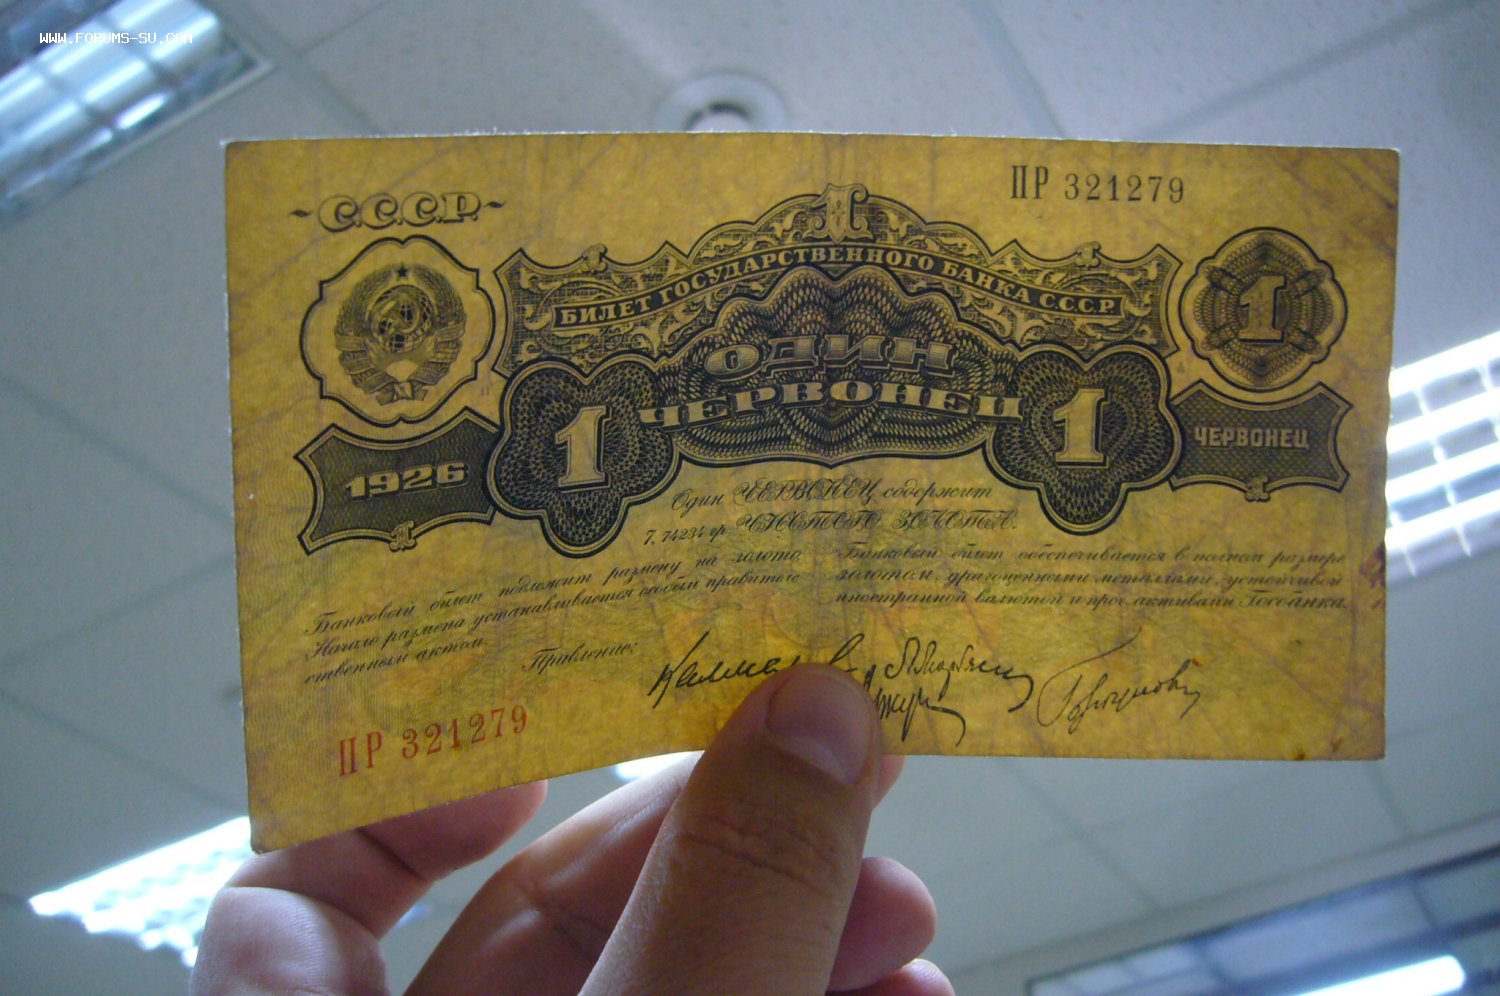 WWW.FORUMS-SU.COM
С.С.С.Р.
ПР 321279
1
БИЛЕТ ГОСУДАРСТВЕННОГО БАНКА С.С.С.Р.
1
ОДИН
ЧЕРВОНЕЦ
1
1
1926
ЧЕРВОНЕЦ
Один ЧЕРВОНЕЦ содержит
7,74234 гр. ЧИСТОГО ЗОЛОТА.
Банковый билет подлежит размену на золото.
Начало размена устанавливается особым правитель-
ственным актом.
Банковый билет обеспечивается в полном размере
золотом, драгоценными металлами, устойчивой
иностранной валютой и проч. активами Госбанка.
Правление:
ПР 321279